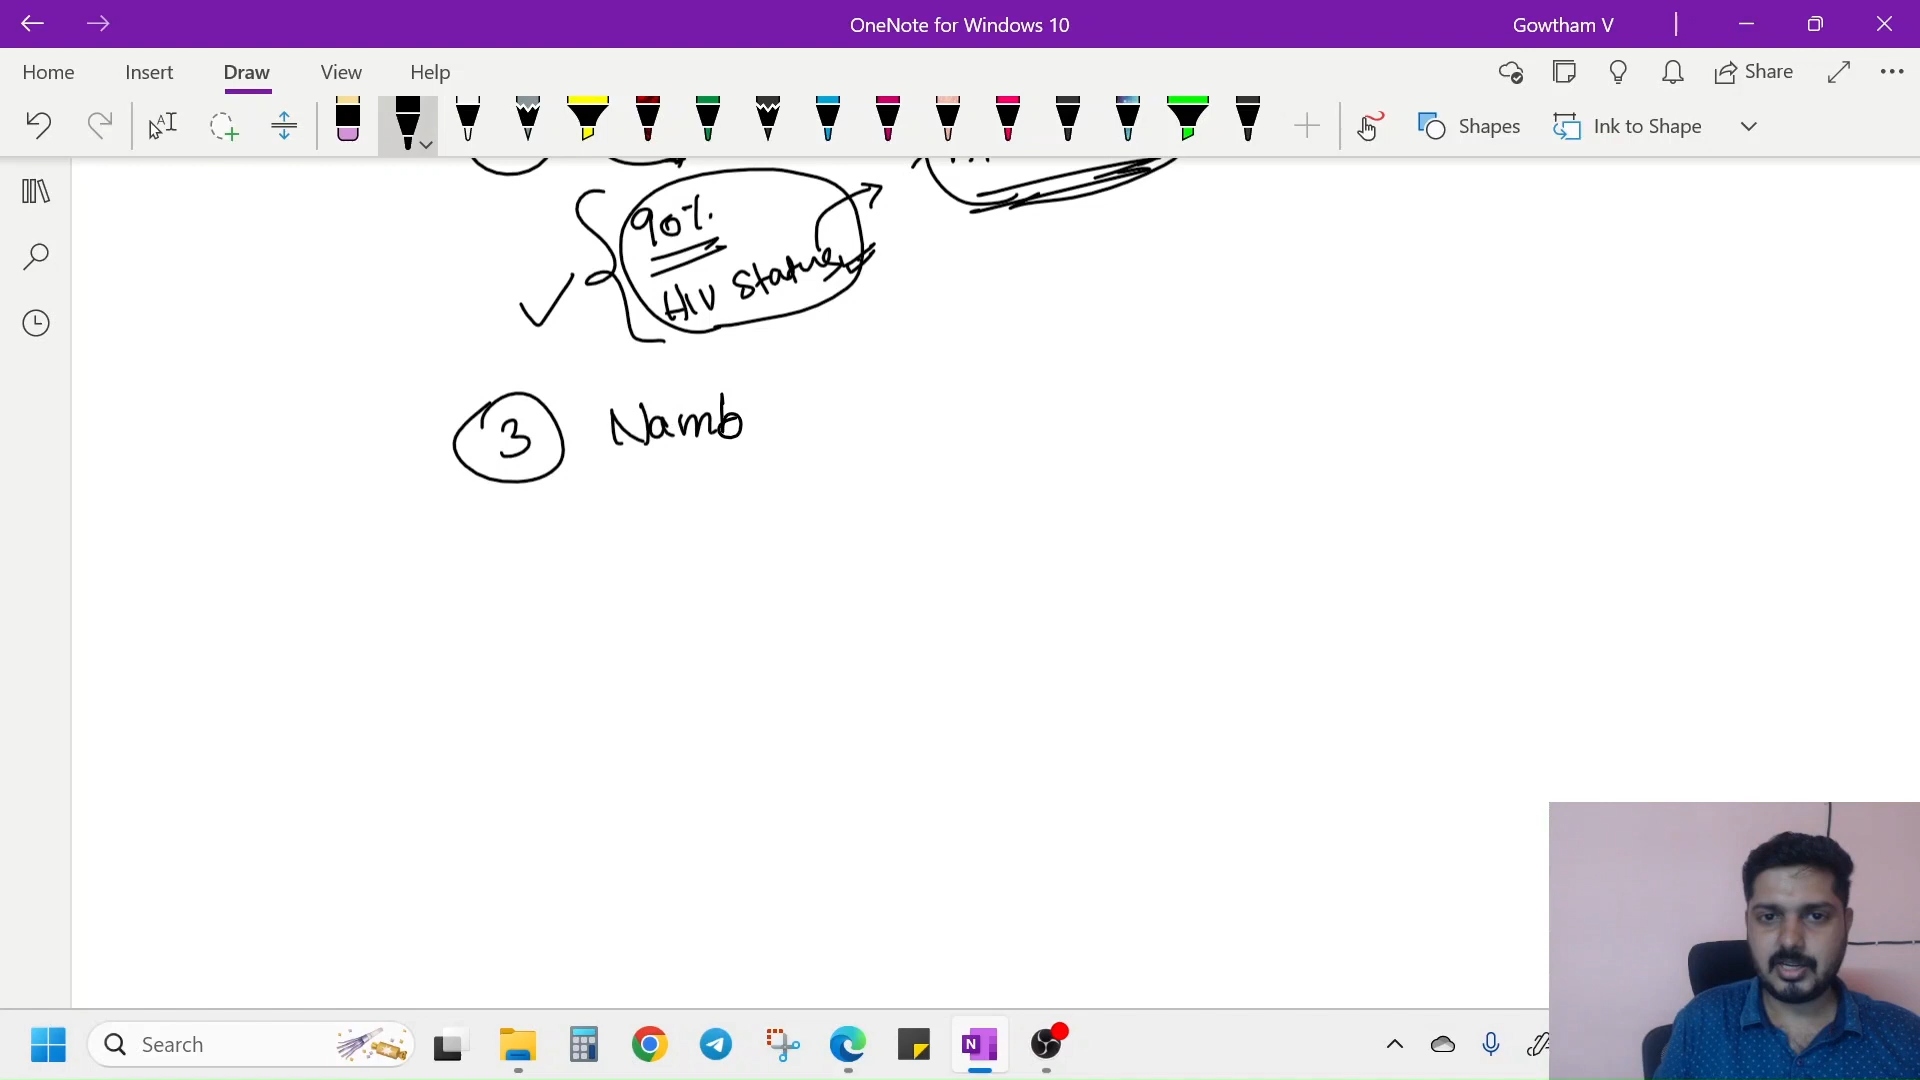 OneNote for Windows 10
Gowtham V
Home
Insert
Draw
View
Help
Share
Shapes
Ink to Shape
90%
HIV status
3 Namb
Search